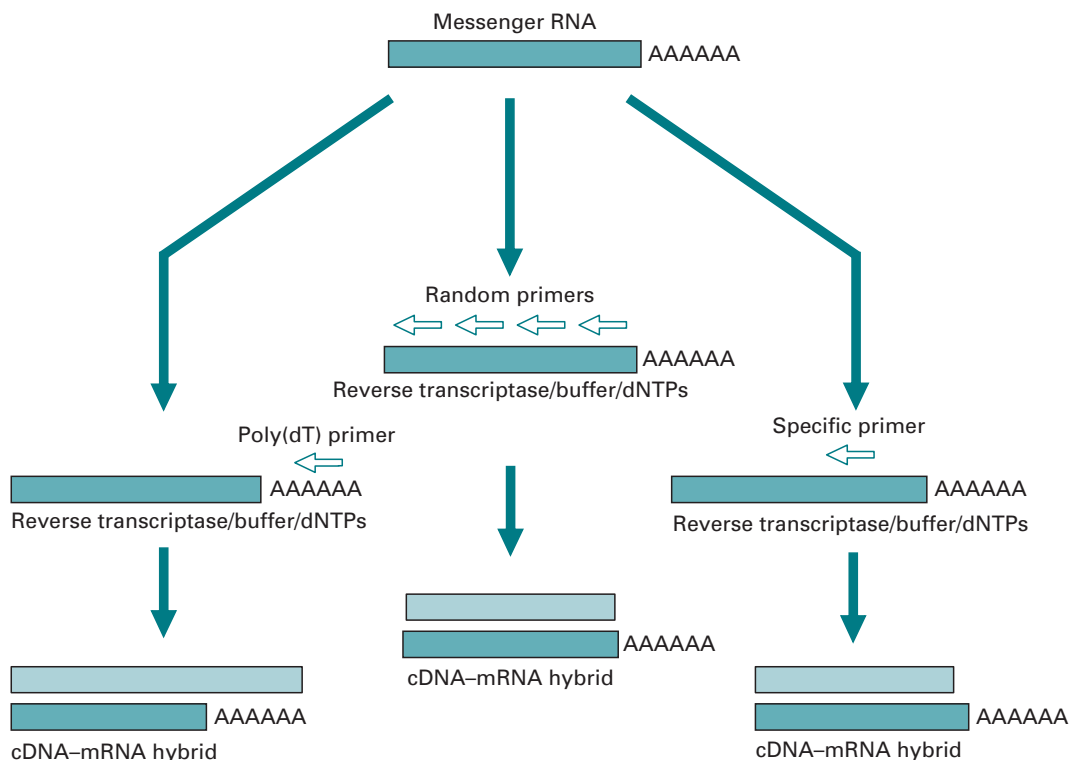 Messenger RNA
AAAAAA
Random primers
AAAAAA
Reverse transcriptase/buffer/dNTPs
Poly(dT) primer
AAAAAA
Reverse transcriptase/buffer/dNTPs
Specific primer
AAAAAA
Reverse transcriptase/buffer/dNTPs
AAAAAA
cDNA–mRNA hybrid
AAAAAA
cDNA–mRNA hybrid
AAAAAA
cDNA–mRNA hybrid